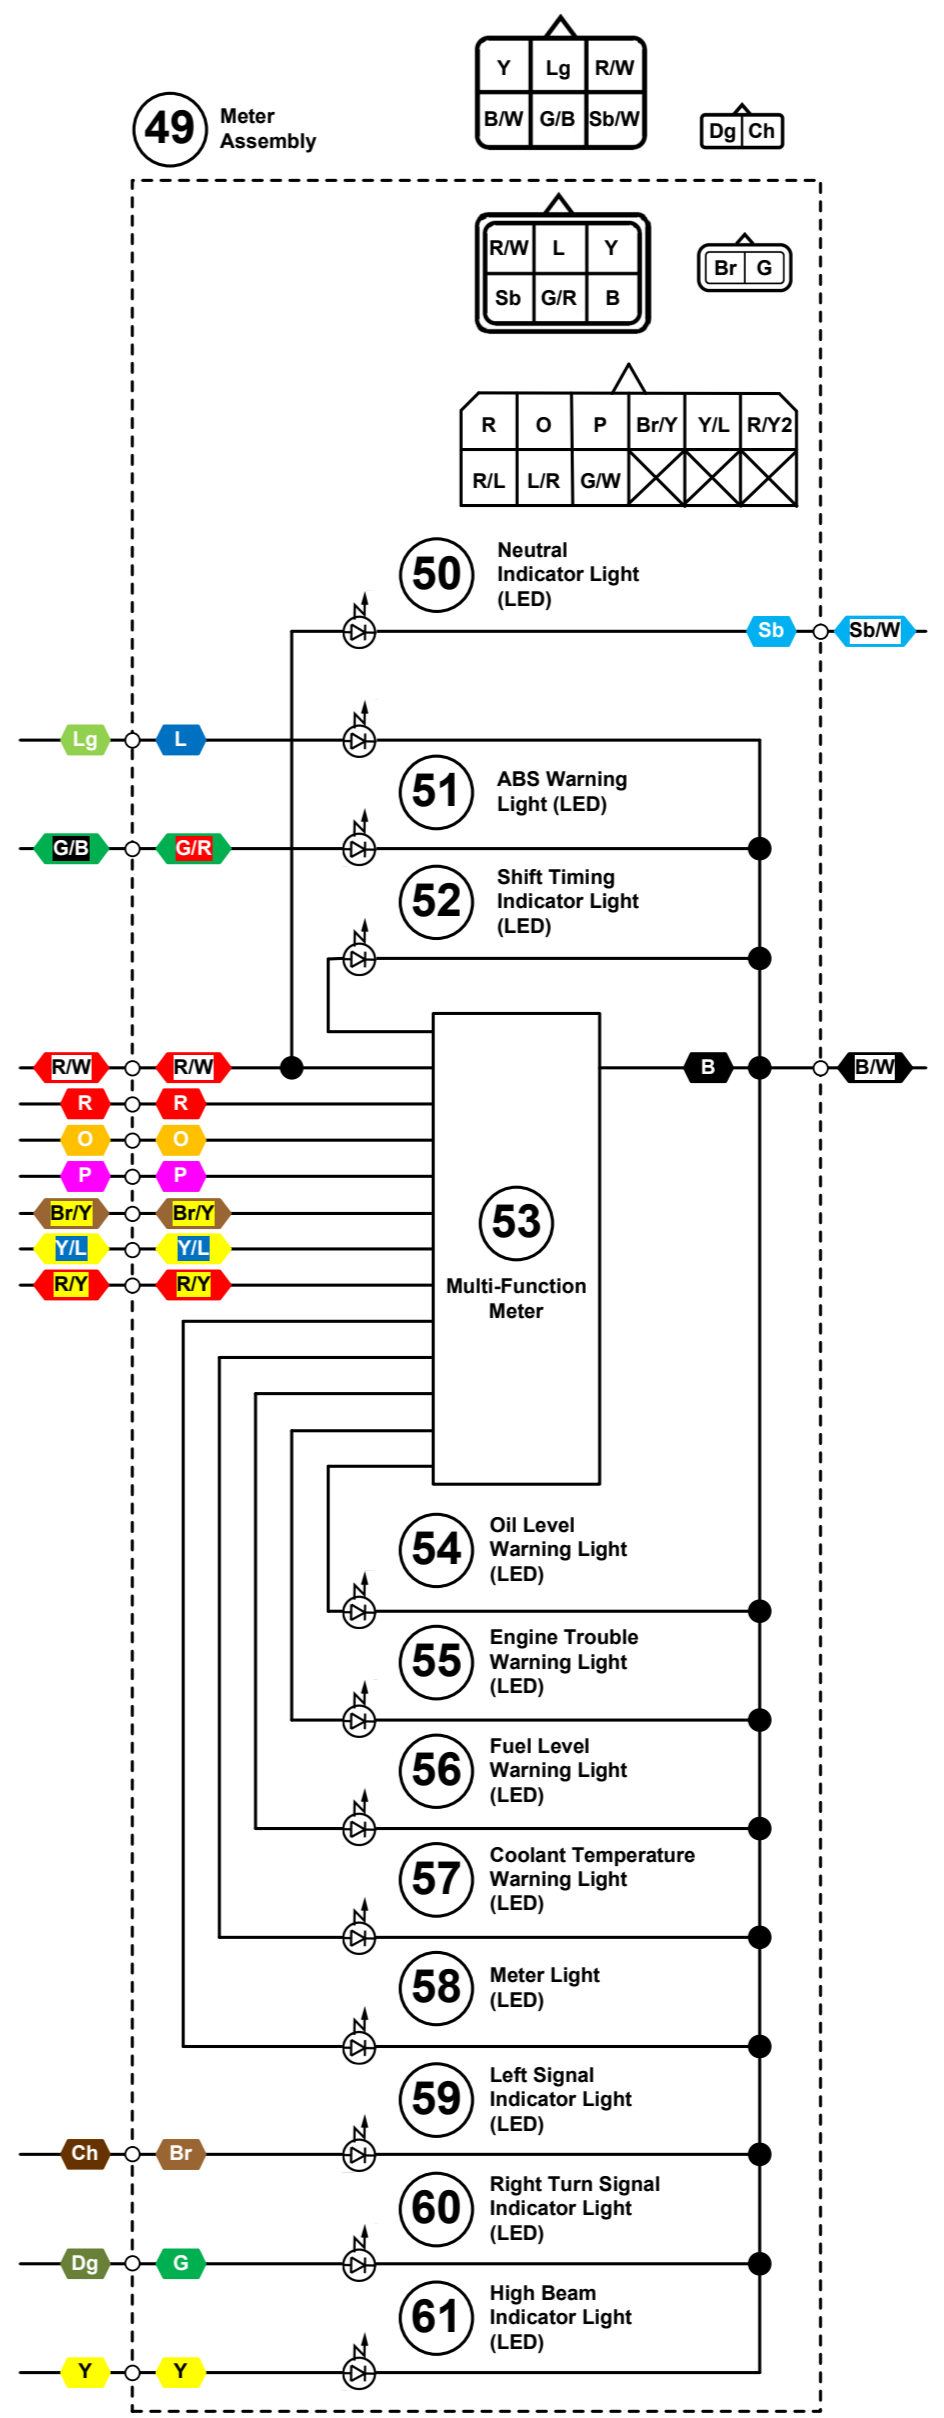 Y Lg R/W
B/W G/B Sb/W
49 Meter
Assembly
Dg Ch
R/W L Y
Sb G/R B
Br G
R O P Br/Y Y/L R/Y2
R/L L/R G/W
50 Neutral
Indicator Light
(LED)
Sb Sb/W
Lg L
51 ABS Warning
Light (LED)
G/B G/R
52 Shift Timing
Indicator Light
(LED)
R/W R/W B B/W
R R
O O
P P
Br/Y Br/Y
Y/L Y/L
R/Y R/Y
53
Multi-Function
Meter
54 Oil Level
Warning Light
(LED)
55 Engine Trouble
Warning Light
(LED)
56 Fuel Level
Warning Light
(LED)
57 Coolant Temperature
Warning Light
(LED)
58 Meter Light
(LED)
59 Left Signal
Indicator Light
(LED)
Ch Br
60 Right Turn Signal
Indicator Light
(LED)
Dg G
61 High Beam
Indicator Light
(LED)
Y Y